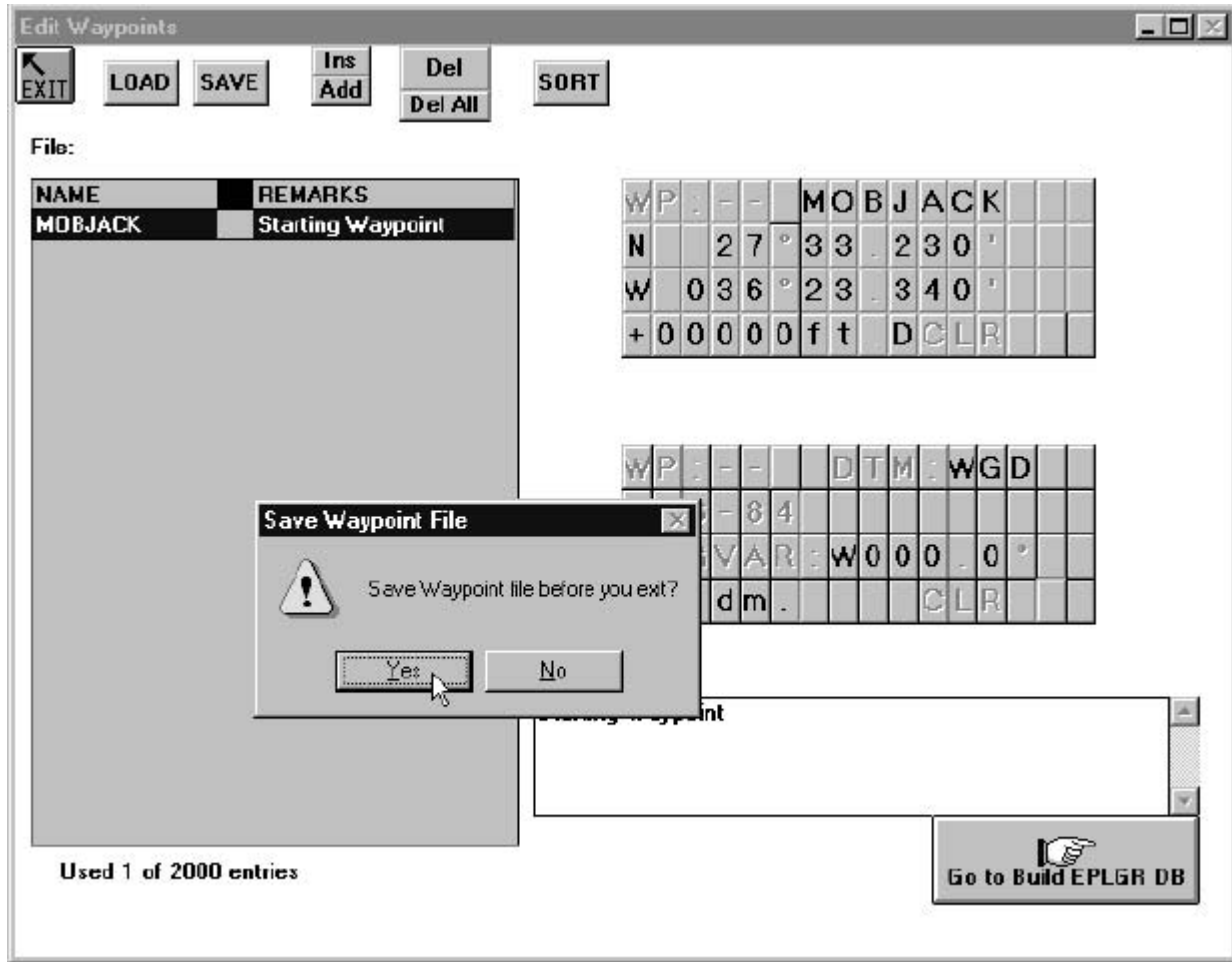 Edit Waypoints
EXIT LOAD SAVE Ins Add Del Del All SORT
File:
NAME REMARKS
MOBJACK Starting Waypoint
WP:-- MOBJACK
N 27°33.230'
W 036°23.340'
+00000ft DCLR
WP:-- DTM:WGD
-84
VAR:W000.0°
dm. CLR
Save Waypoint File
Save Waypoint file before you exit?
Yes No
Used 1 of 2000 entries
Go to Build EPLGR DB